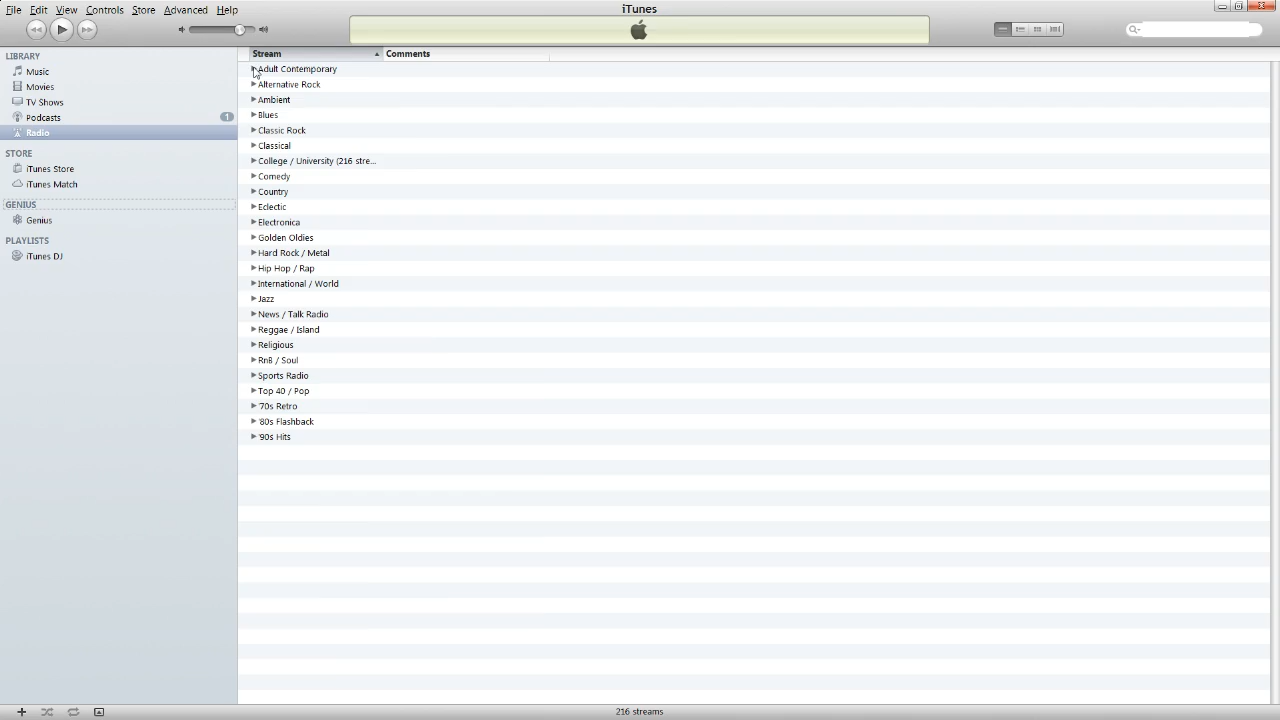 iTunes
File Edit View Controls Store Advanced Help
LIBRARY
Music
Movies
TV Shows
Podcasts 1
Radio
STORE
iTunes Store
iTunes Match
GENIUS
Genius
PLAYLISTS
iTunes DJ
Stream Comments
Adult Contemporary
Alternative Rock
Ambient
Blues
Classic Rock
Classical
College / University (216 stre...
Comedy
Country
Eclectic
Electronica
Golden Oldies
Hard Rock / Metal
Hip Hop / Rap
International / World
Jazz
News / Talk Radio
Reggae / Island
Religious
RnB / Soul
Sports Radio
Top 40 / Pop
'70s Retro
'80s Flashback
'90s Hits
216 streams